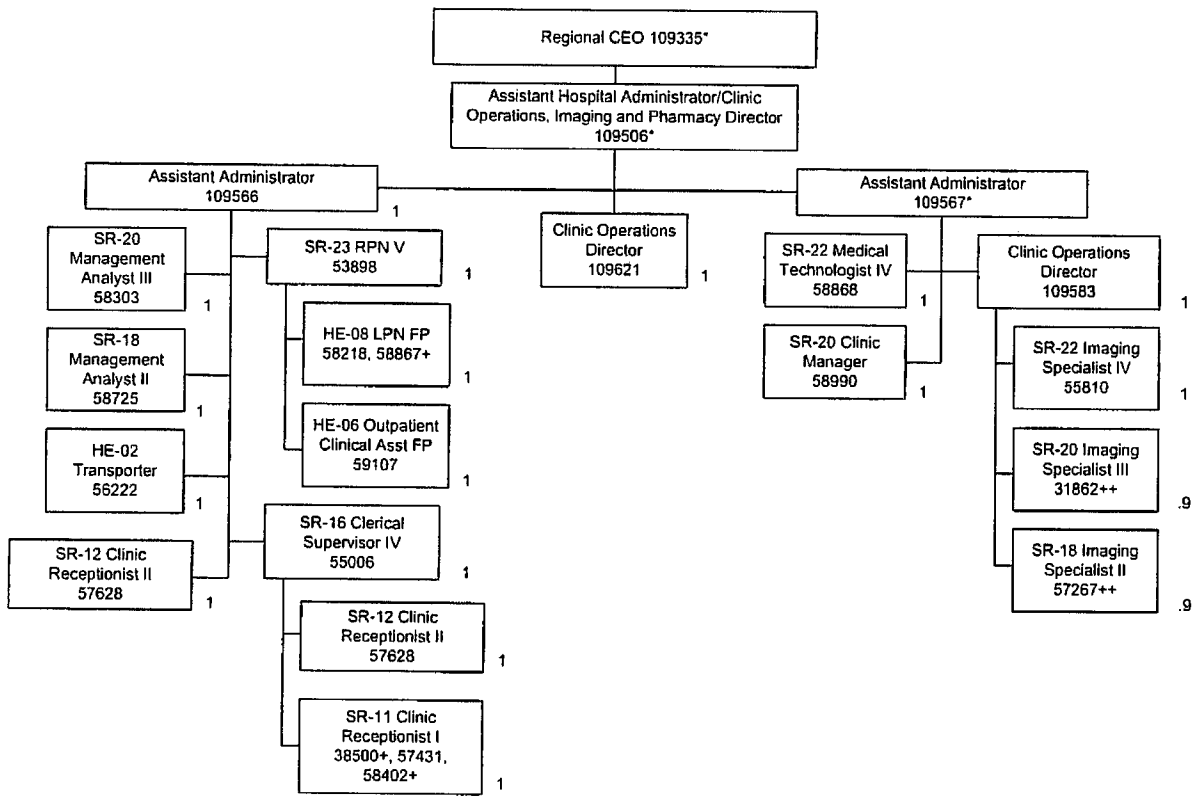 Regional CEO 109335*
Assistant Hospital Administrator/Clinic
Operations, Imaging and Pharmacy Director
109506*
Assistant Administrator
109566
1
SR-20
Management
Analyst III
58303
1
SR-18
Management
Analyst II
58725
1
HE-02
Transporter
56222
1
SR-12 Clinic
Receptionist II
57628
1
SR-23 RPN V
53898
1
HE-08 LPN FP
58218, 58867+
1
HE-06 Outpatient
Clinical Asst FP
59107
1
SR-16 Clerical
Supervisor IV
55006
1
SR-12 Clinic
Receptionist II
57628
1
SR-11 Clinic
Receptionist I
38500+, 57431,
58402+
1
Clinic Operations
Director
109621
1
Assistant Administrator
109567*
SR-22 Medical
Technologist IV
58868
1
SR-20 Clinic
Manager
58990
1
Clinic Operations
Director
109583
1
SR-22 Imaging
Specialist IV
55810
1
SR-20 Imaging
Specialist III
31862++
.9
SR-18 Imaging
Specialist II
57267++
.9